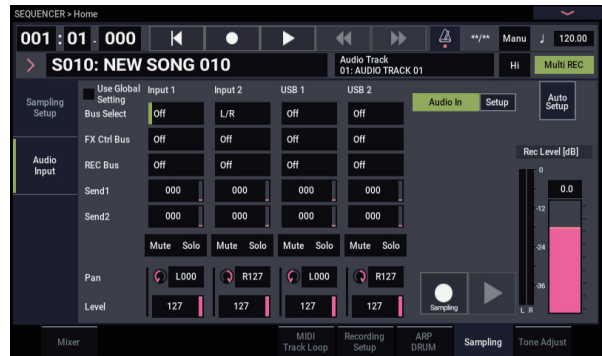 SEQUENCER > Home
001 : 01 . 000 **/** Manu ♩ 120.00
> S010: NEW SONG 010 Audio Track 01: AUDIO TRACK 01 Hi Multi REC
Sampling Setup
Audio Input
Use Global Setting Input 1 Input 2 USB 1 USB 2
Audio In Setup Auto Setup
Bus Select Off L/R Off Off
FX Ctrl Bus Off Off Off Off
REC Bus Off Off Off Off
Rec Level [dB]
Send1 000 000 000 000
Send2 000 000 000 000
0 0.0
-12
-24
-36
L R
Mute Solo Mute Solo Mute Solo Mute Solo
Pan L000 R127 L000 R127
Level 127 127 127 127
Sampling
Mixer MIDI Track Loop Recording Setup ARP DRUM Sampling Tone Adjust